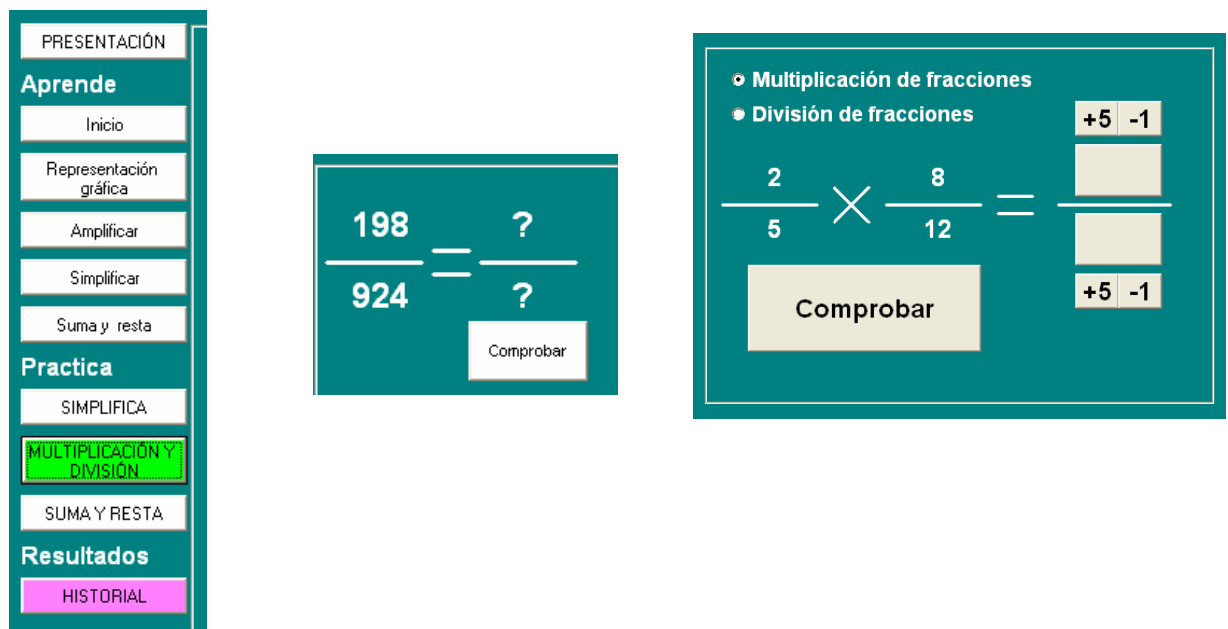 PRESENTACIÓN
Aprende
Inicio
Representación
gráfica
Amplificar
Simplificar
Suma y resta
Practica
SIMPLIFICA
MULTIPLICACIÓN Y
DIVISIÓN
SUMA Y RESTA
Resultados
HISTORIAL
198 = ?
924 ?
Comprobar
Multiplicación de fracciones
División de fracciones
+5 -1
2 × 8 =
5 12
+5 -1
Comprobar